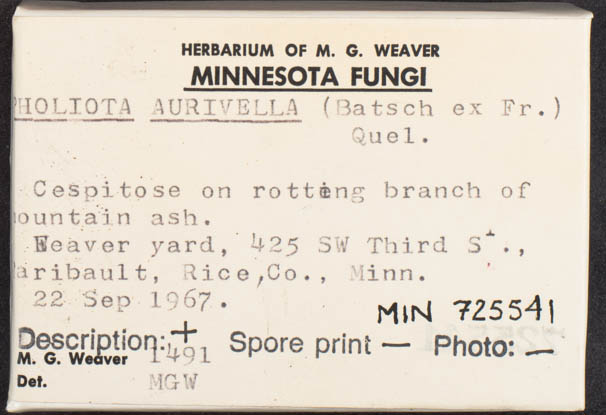 HERBARIUM OF M. G. WEAVER
MINNESOTA FUNGI
PHOLIOTA AURIVELLA (Batsch ex Fr.)
Quel.
Cespitose on rotting branch of
mountain ash.
Weaver yard, 425 SW Third St.,
Faribault, Rice,Co., Minn.
22 Sep 1967.
MIN 725541
Description: + Spore print — Photo: —
M. G. Weaver 1491
Det. MGW